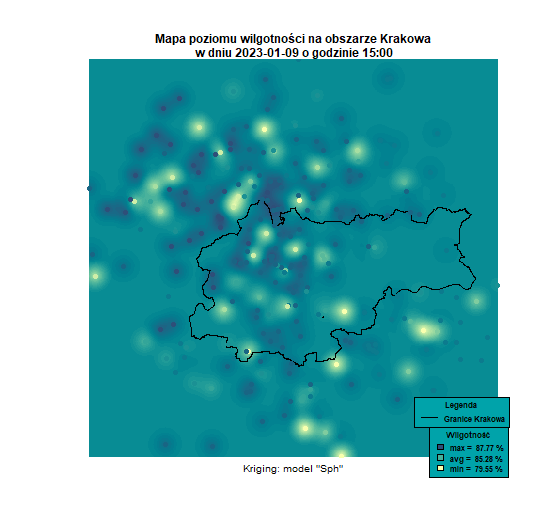 Mapa poziomu wilgotności na obszarze Krakowa
w dniu 2023-01-09 o godzinie 15:00
Legenda
Granice Krakowa
Wilgotność
max = 87.77 %
avg = 85.28 %
min = 79.55 %
Kriging: model "Sph"